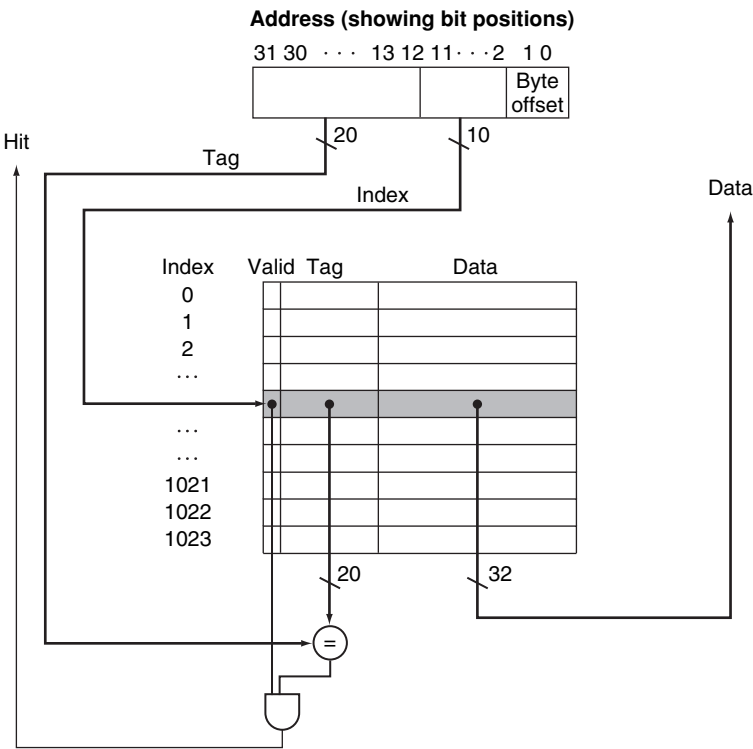 Address (showing bit positions)
31 30 ··· 13 12 11···2 1 0
Byte
offset
20
10
Hit
Tag
Index
Data
Index Valid Tag Data
0
1
2
···
···
···
1021
1022
1023
20
32
=